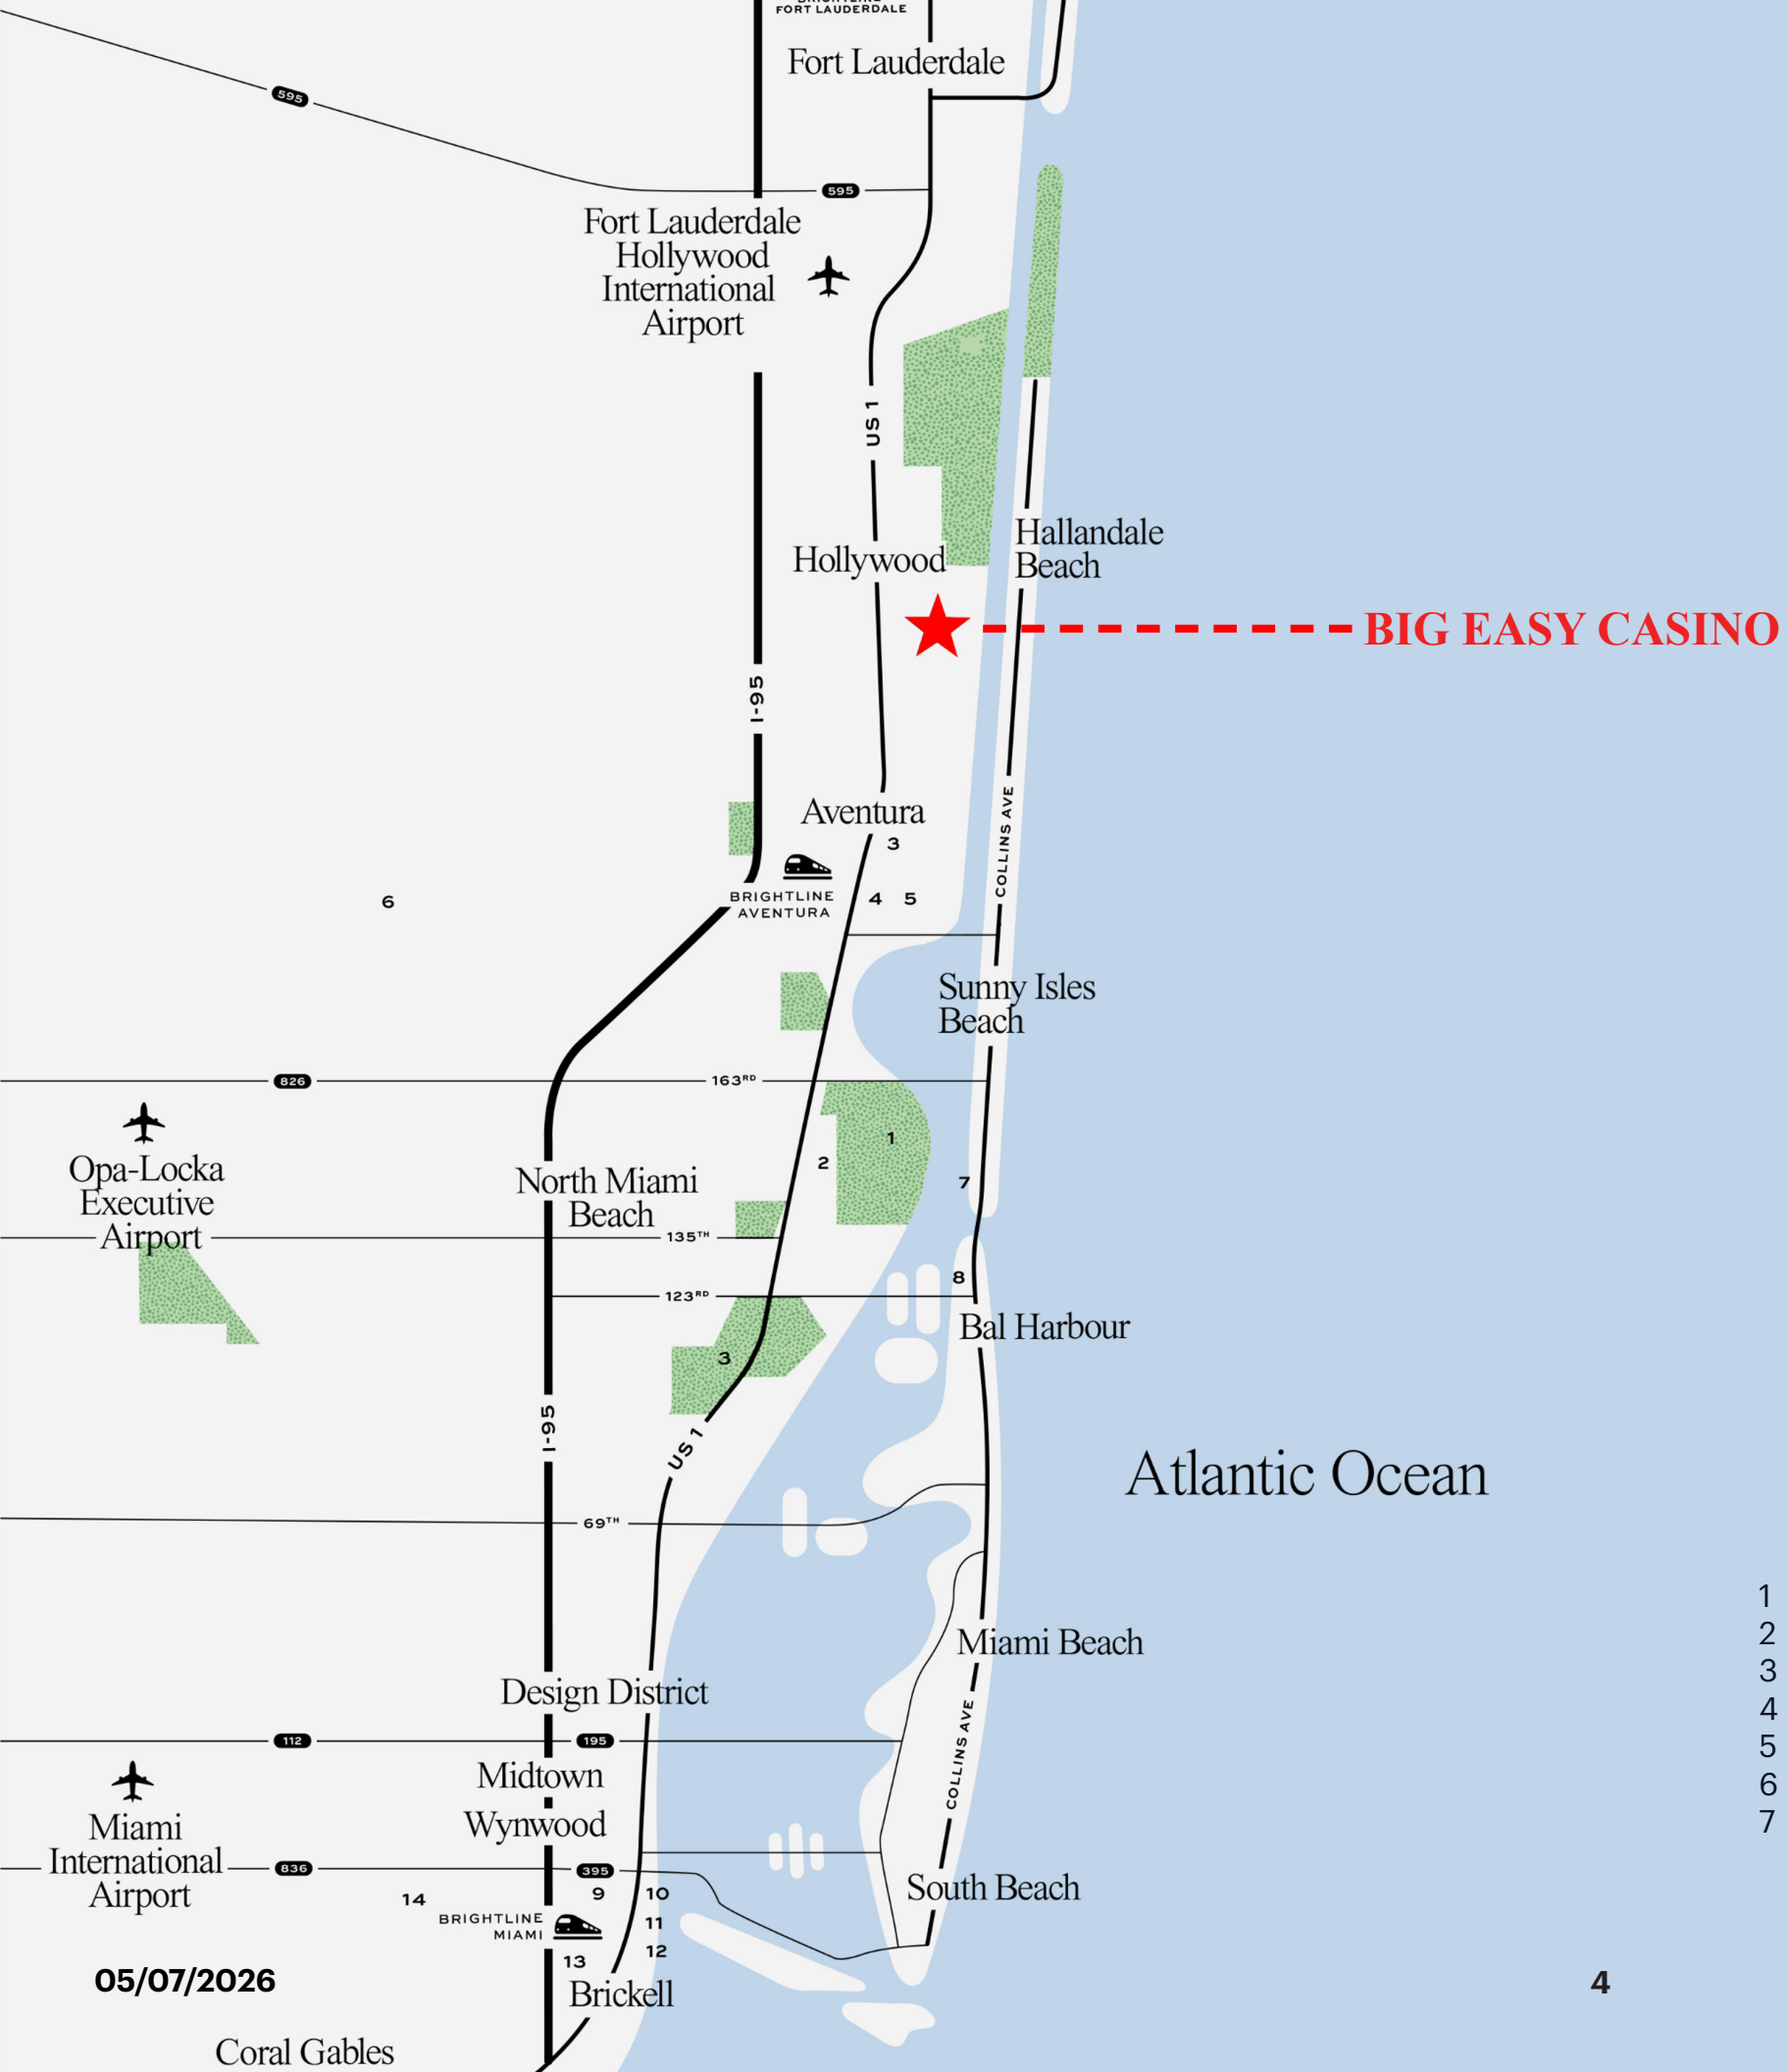 FORT LAUDERDALE
Fort Lauderdale
595
595
Fort Lauderdale
Hollywood
International
Airport
US 1
Hallandale
Beach
Hollywood
BIG EASY CASINO
I-95
COLLINS AVE
Aventura
3
BRIGHTLINE
AVENTURA
4 5
6
Sunny Isles
Beach
826
163RD
1
2
Opa-Locka
Executive
Airport
North Miami
Beach
7
135TH
8
123RD
Bal Harbour
3
I-95
US 1
Atlantic Ocean
69TH
1
2
3
4
5
6
7
Miami Beach
Design District
COLLINS AVE
112
195
Midtown
Wynwood
Miami
International
Airport
836
395
South Beach
14
9
10
BRIGHTLINE
MIAMI
11
12
13
05/07/2026
4
Brickell
Coral Gables